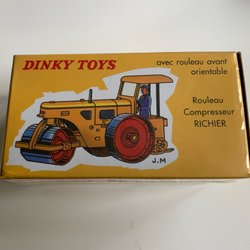 DINKY TOYS
avec rouleau avant
orientable
Rouleau
Compresseur
RICHIER
J.M